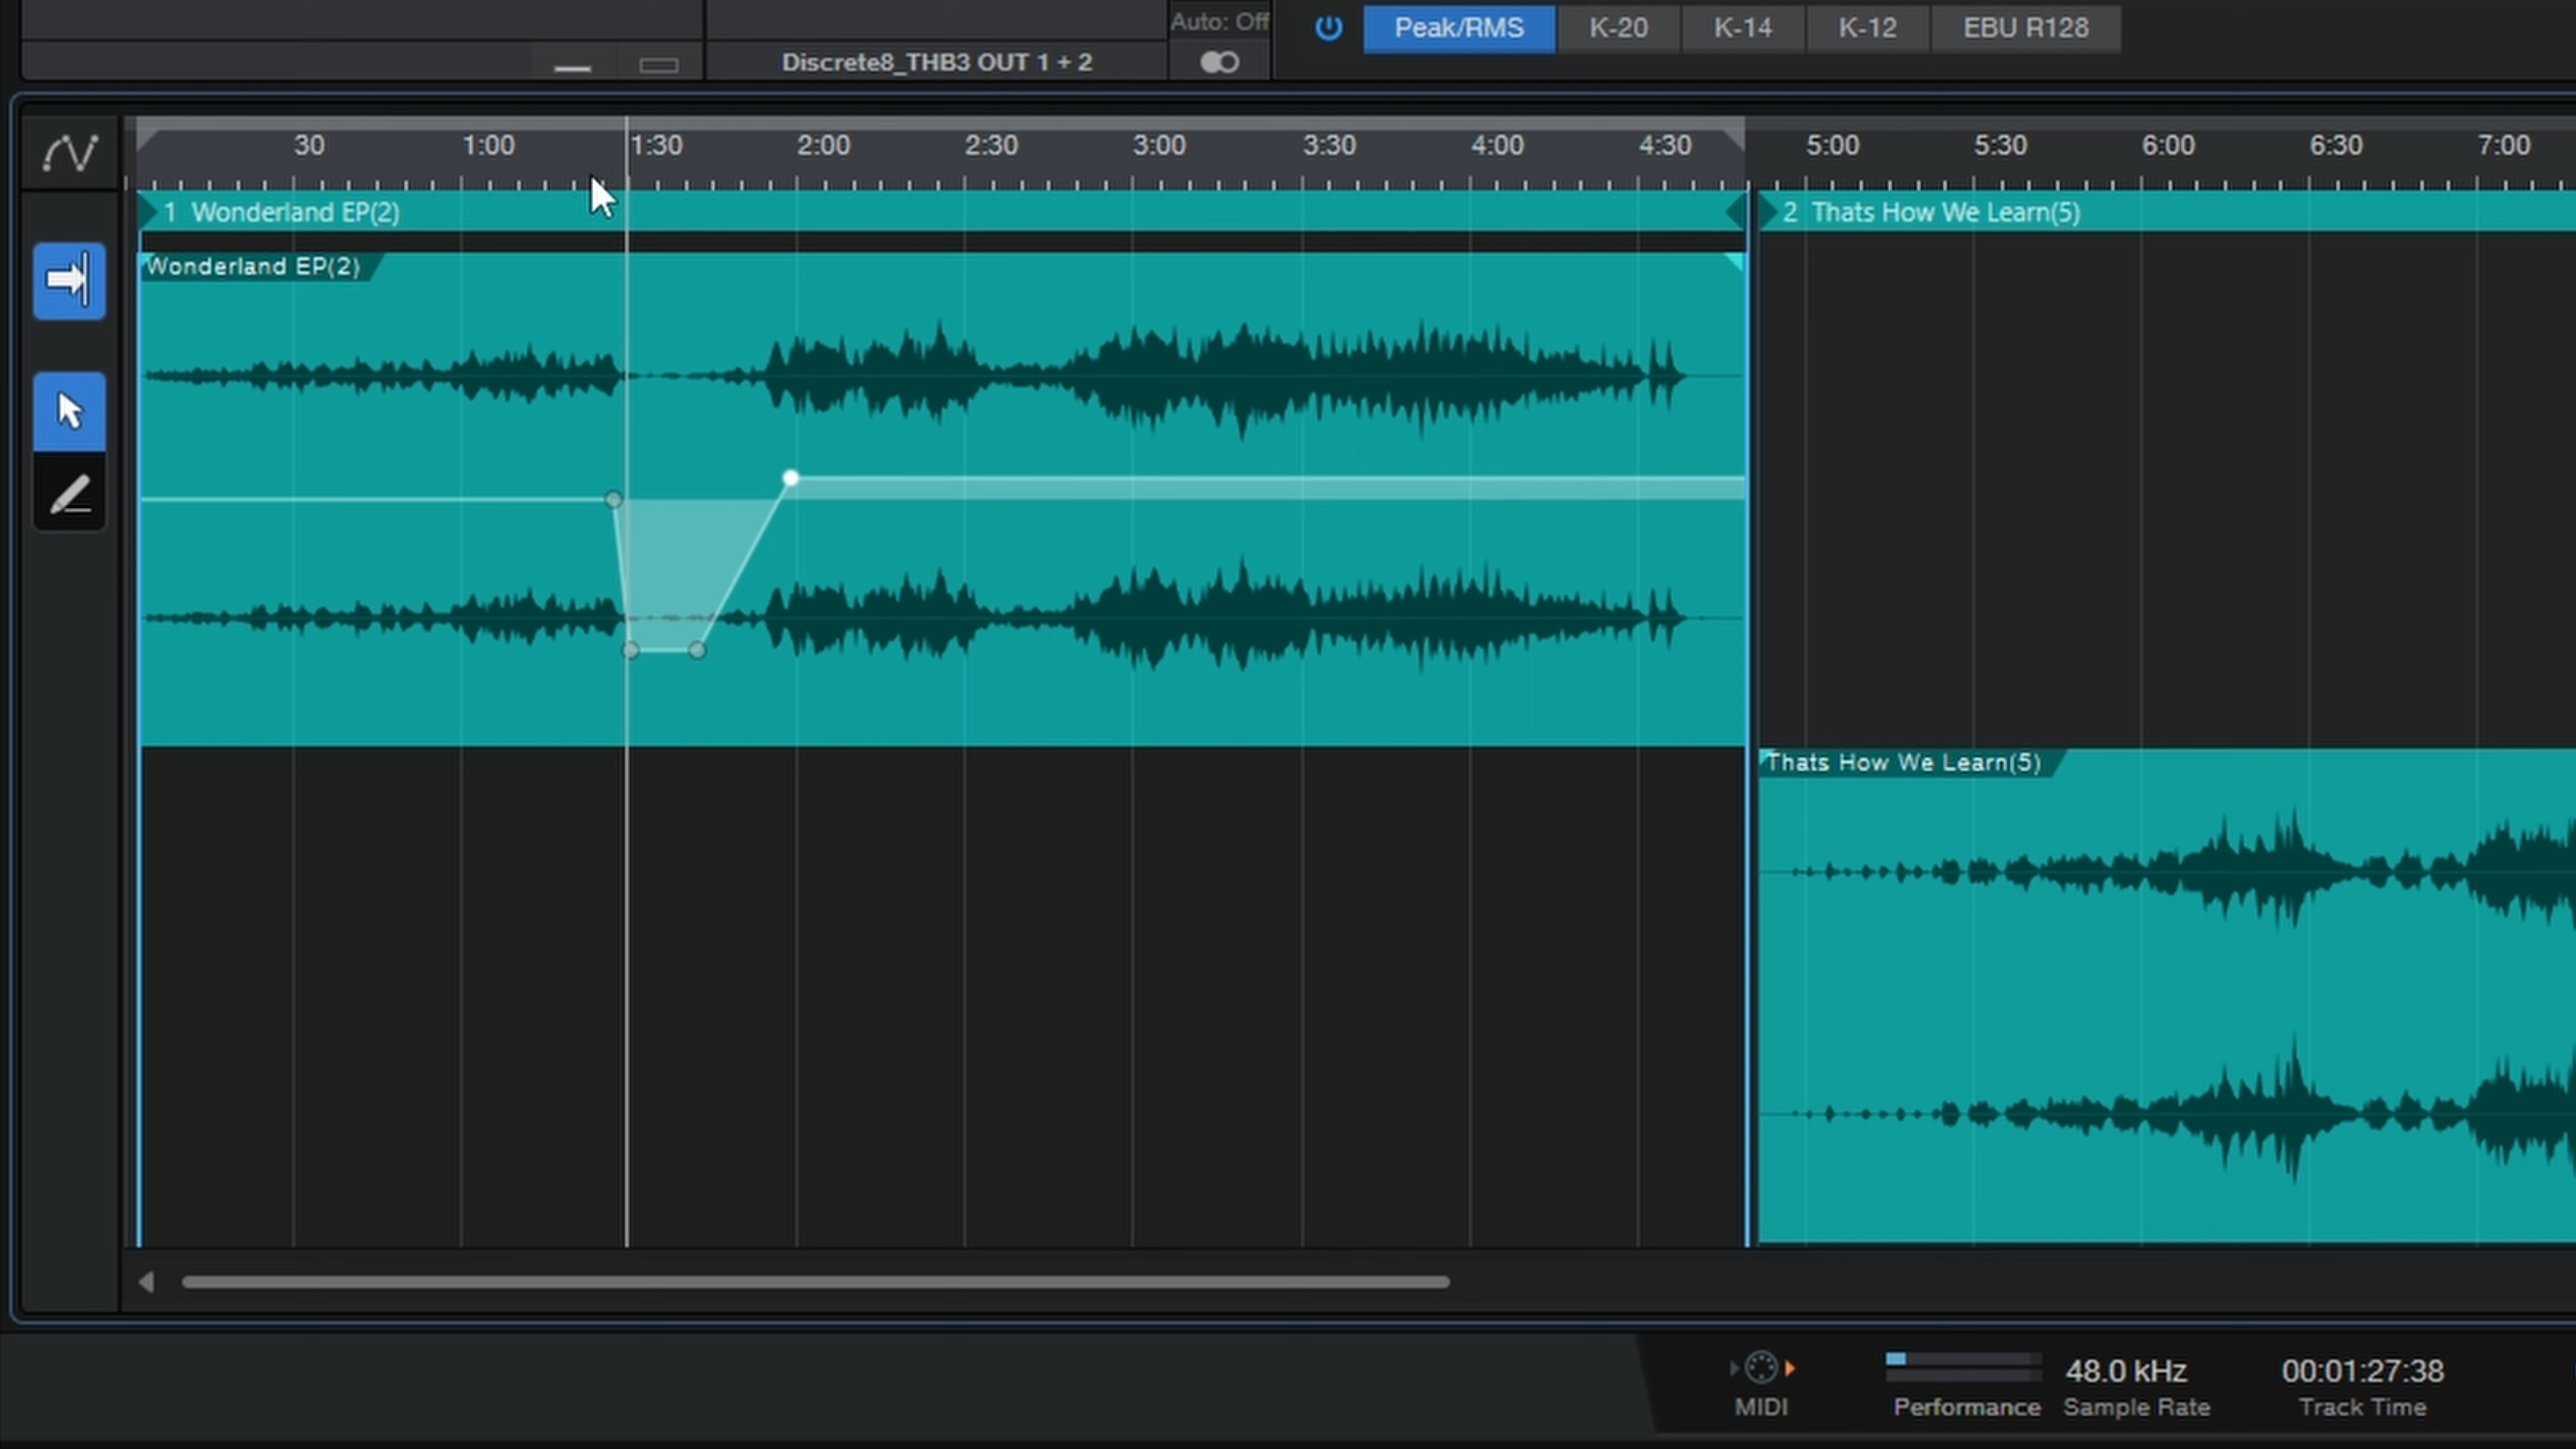 Auto: Off
Peak/RMS K-20 K-14 K-12 EBU R128
Discrete8_THB3 OUT 1 + 2
30 1:00 1:30 2:00 2:30 3:00 3:30 4:00 4:30 5:00 5:30 6:00 6:30 7:00
1 Wonderland EP(2)
2 Thats How We Learn(5)
Wonderland EP(2)
Thats How We Learn(5)
48.0 kHz 00:01:27:38
MIDI Performance Sample Rate Track Time